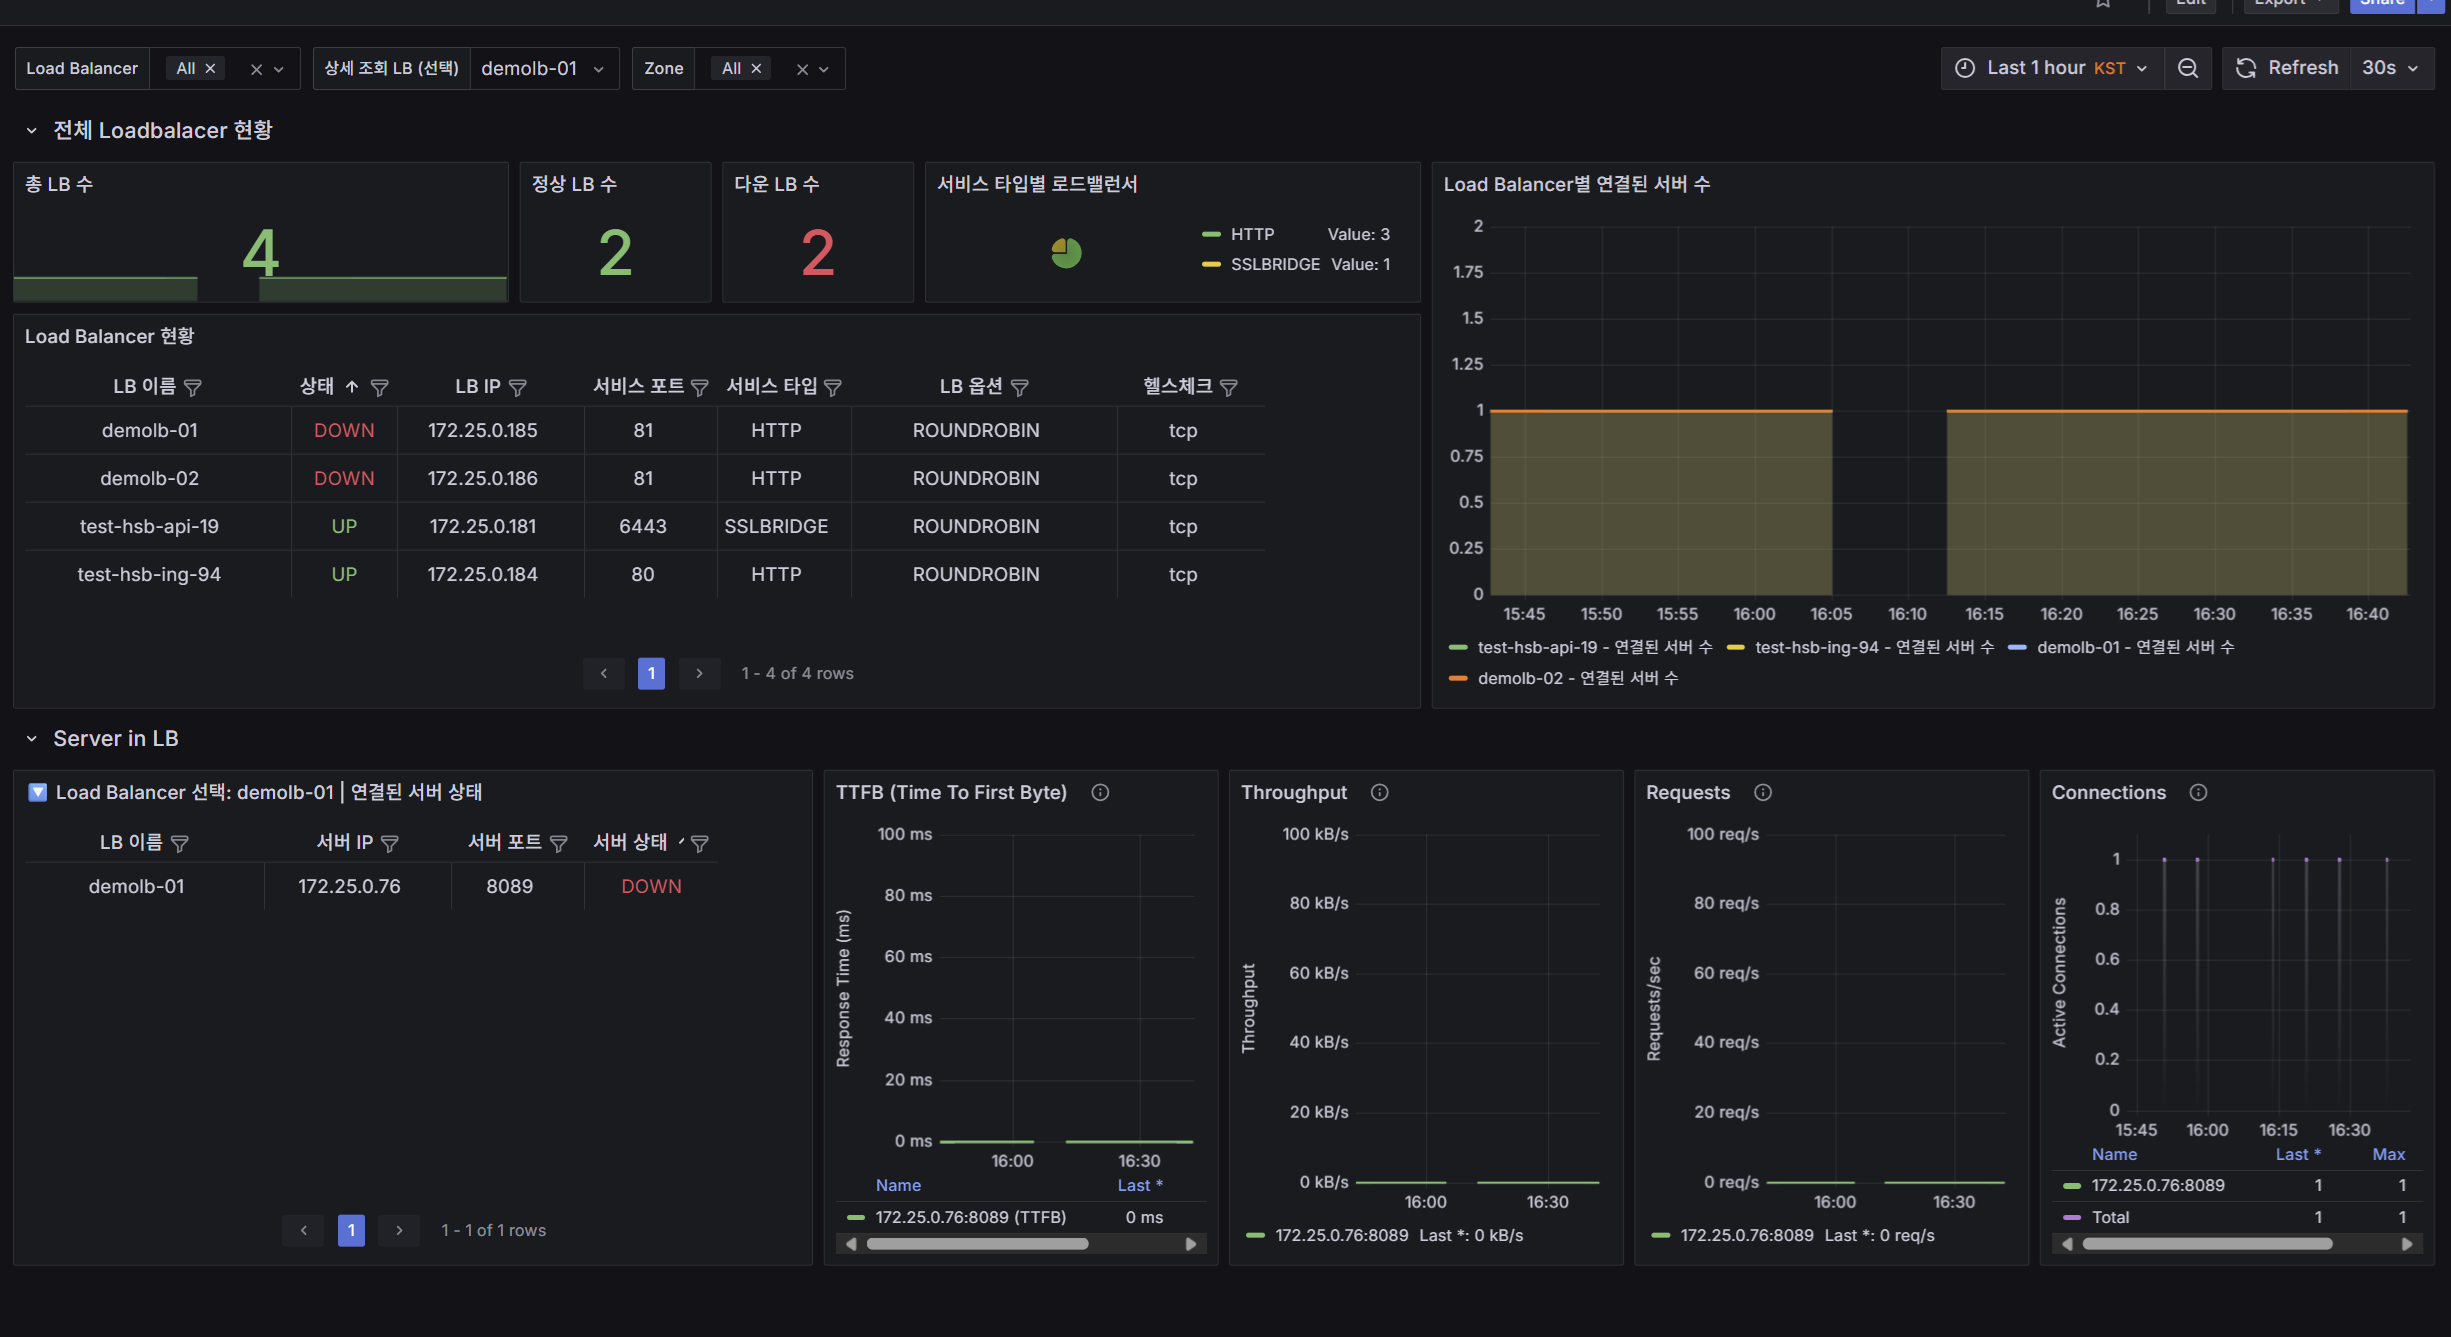 Edit Export Share
Load Balancer All 상세 조회 LB (선택) demolb-01 Zone All Last 1 hour KST Refresh 30s
전체 Loadbalacer 현황
총 LB 수
4
정상 LB 수
2
다운 LB 수
2
서비스 타입별 로드밸런서
HTTP Value: 3
SSLBRIDGE Value: 1
Load Balancer별 연결된 서버 수
2
1.75
1.5
1.25
1
0.75
0.5
0.25
0
15:45 15:50 15:55 16:00 16:05 16:10 16:15 16:20 16:25 16:30 16:35 16:40
test-hsb-api-19 - 연결된 서버 수 test-hsb-ing-94 - 연결된 서버 수 demolb-01 - 연결된 서버 수
demolb-02 - 연결된 서버 수
Load Balancer 현황
LB 이름 상태 LB IP 서비스 포트 서비스 타입 LB 옵션 헬스체크
demolb-01 DOWN 172.25.0.185 81 HTTP ROUNDROBIN tcp
demolb-02 DOWN 172.25.0.186 81 HTTP ROUNDROBIN tcp
test-hsb-api-19 UP 172.25.0.181 6443 SSLBRIDGE ROUNDROBIN tcp
test-hsb-ing-94 UP 172.25.0.184 80 HTTP ROUNDROBIN tcp
1 1 - 4 of 4 rows
Server in LB
Load Balancer 선택: demolb-01 | 연결된 서버 상태
LB 이름 서버 IP 서버 포트 서버 상태
demolb-01 172.25.0.76 8089 DOWN
1 1 - 1 of 1 rows
TTFB (Time To First Byte)
Response Time (ms)
100 ms
80 ms
60 ms
40 ms
20 ms
0 ms
16:00 16:30
Name Last *
172.25.0.76:8089 (TTFB) 0 ms
Throughput
Throughput
100 kB/s
80 kB/s
60 kB/s
40 kB/s
20 kB/s
0 kB/s
16:00 16:30
172.25.0.76:8089 Last *: 0 kB/s
Requests
Requests/sec
100 req/s
80 req/s
60 req/s
40 req/s
20 req/s
0 req/s
16:00 16:30
172.25.0.76:8089 Last *: 0 req/s
Connections
Active Connections
1
0.8
0.6
0.4
0.2
0
15:45 16:00 16:15 16:30
Name Last * Max
172.25.0.76:8089 1 1
Total 1 1